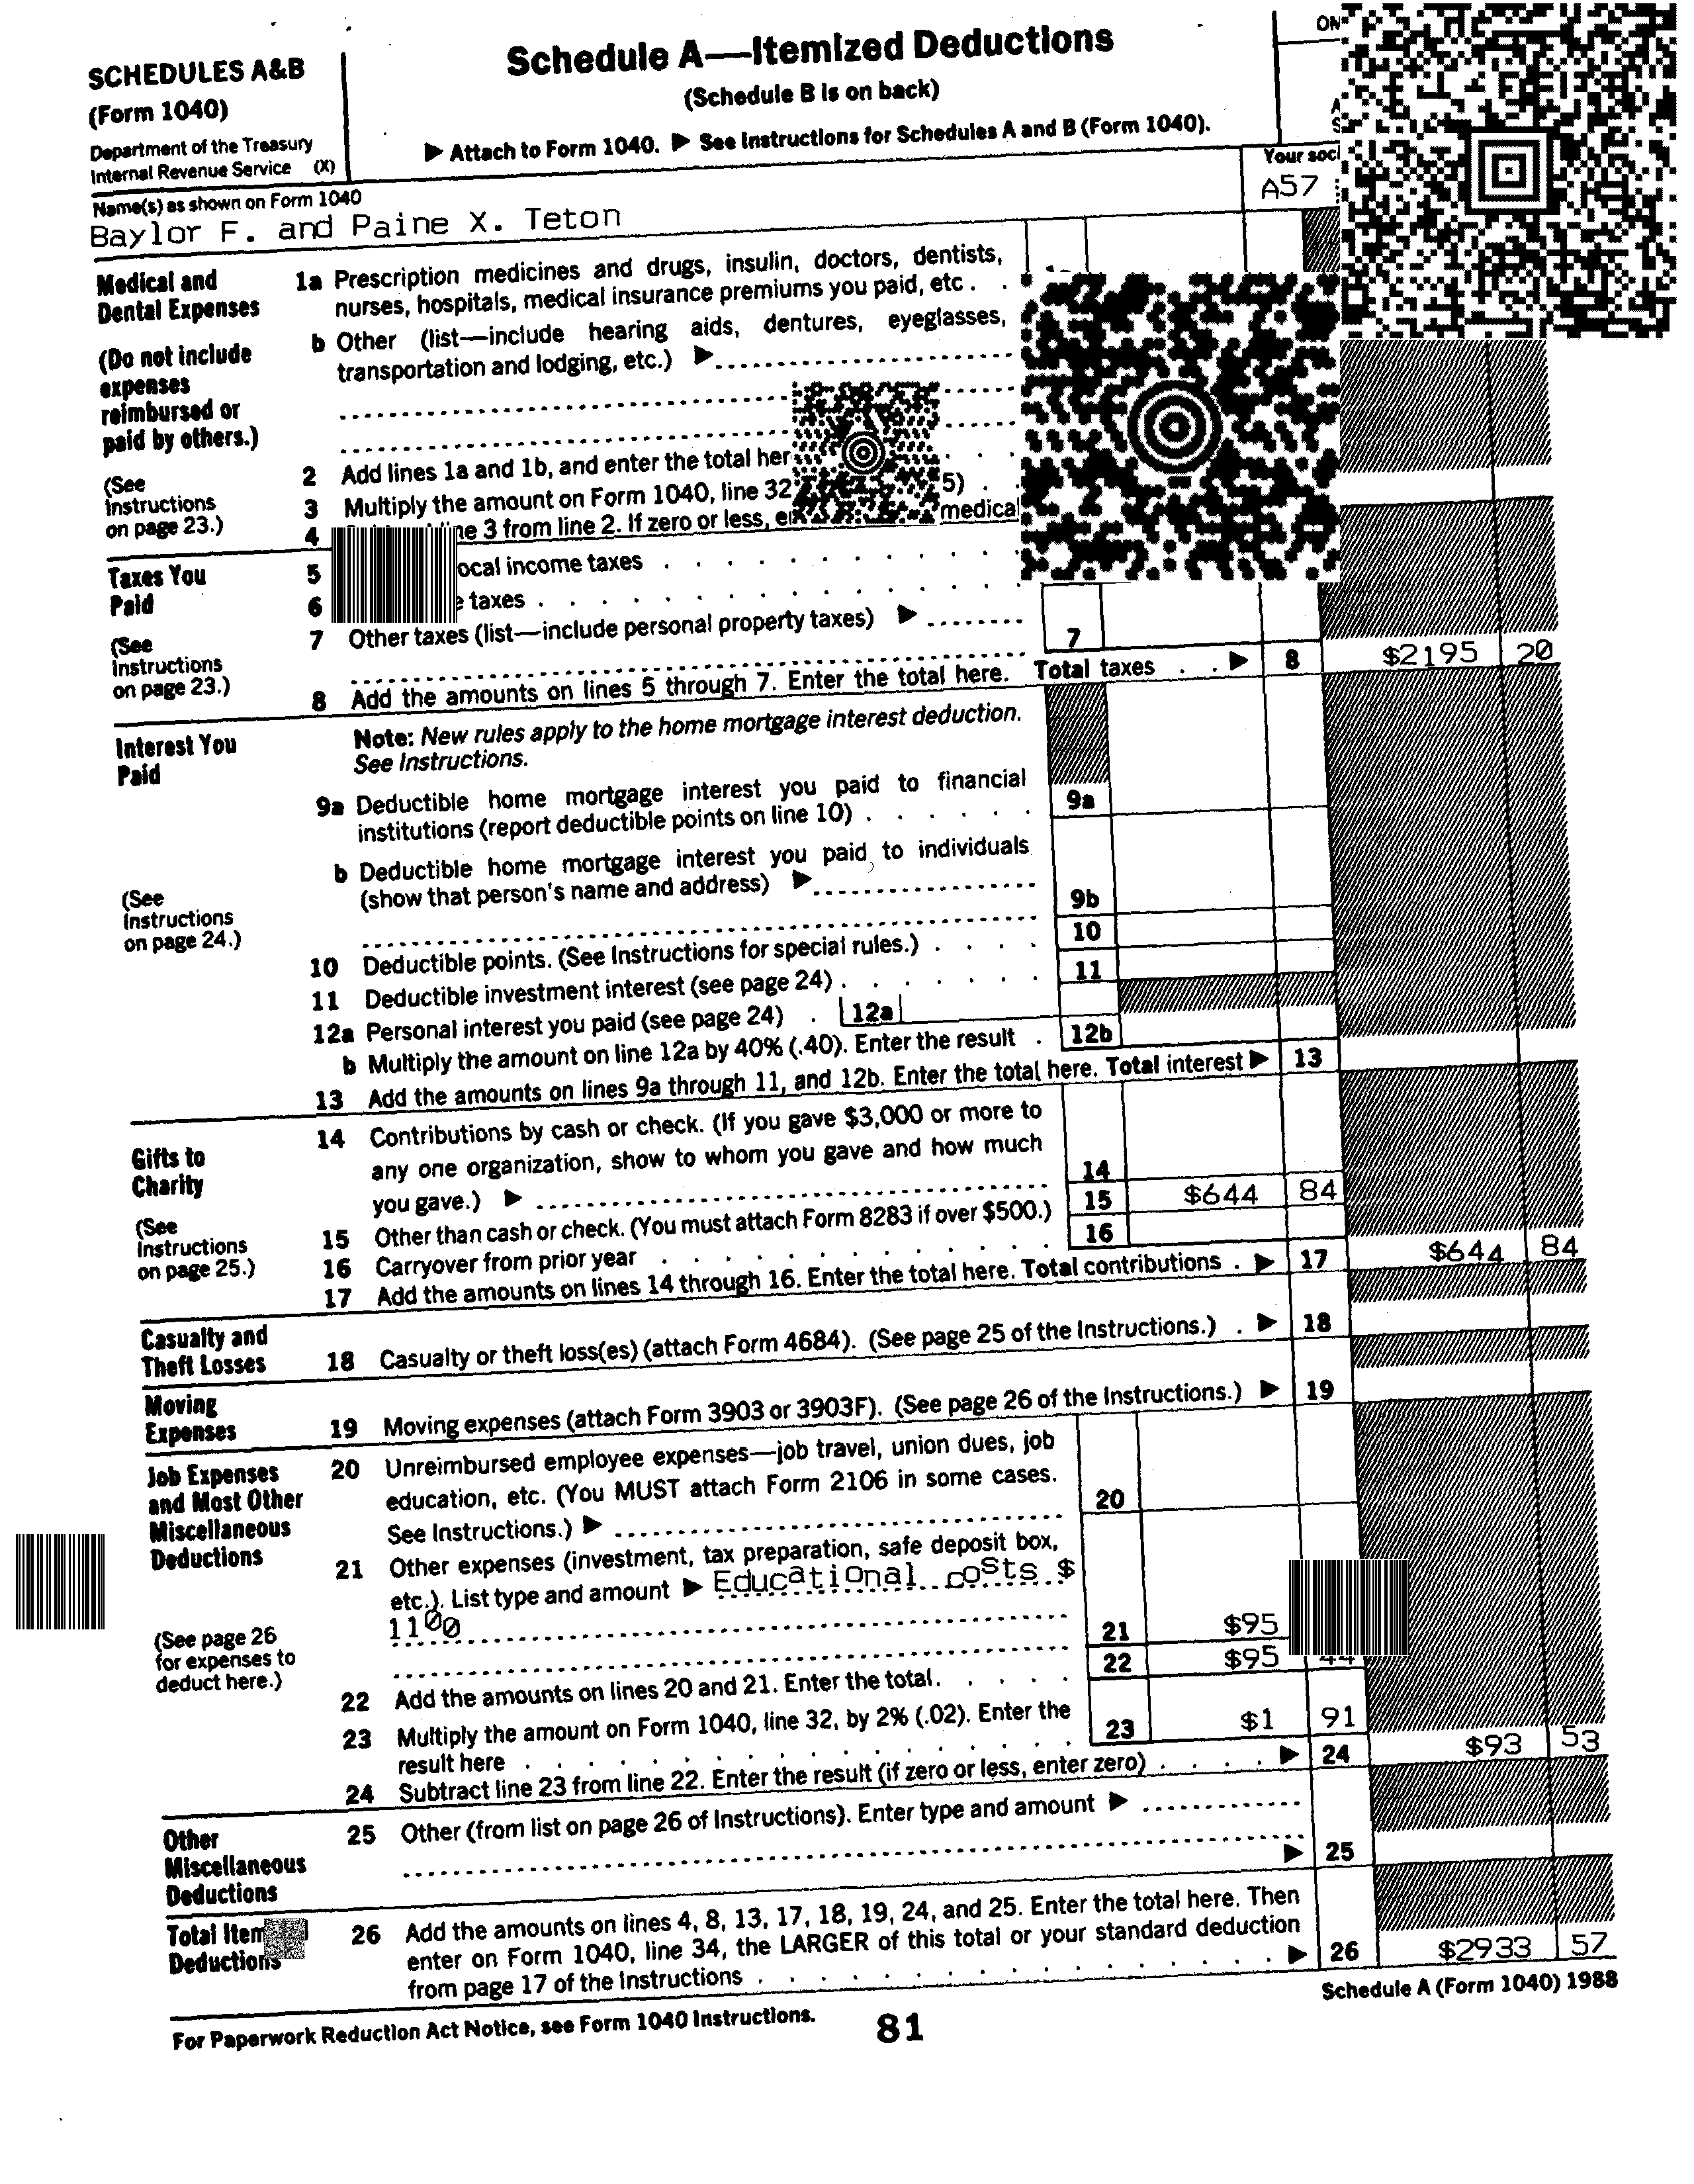 SCHEDULES A&B
(Form 1040)
Department of the Treasury
Internal Revenue Service (X)
Schedule A—Itemized Deductions
(Schedule B is on back)
▶ Attach to Form 1040. ▶ See Instructions for Schedules A and B (Form 1040).
Name(s) as shown on Form 1040
Baylor F. and Paine X. Teton
Your
A57
Medical and
Dental Expenses
(Do not include
expenses
reimbursed or
paid by others.)
(See
Instructions
on page 23.)
1a Prescription medicines and drugs, insulin, doctors, dentists,
nurses, hospitals, medical insurance premiums you paid, etc . .
b Other (list—include hearing aids, dentures, eyeglasses,
transportation and lodging, etc.) ▶
2 Add lines 1a and 1b, and enter the total
3 Multiply the amount on Form 1040, line 32 5) .
4 3 from line 2. If zero or less, medical
Taxes You
Paid
(See
Instructions
on page 23.)
5 income taxes
6 taxes
7 Other taxes (list—include personal property taxes) ▶
7
8 Add the amounts on lines 5 through 7. Enter the total here. Total taxes . . ▶ 8 $2195 20
Interest You
Paid
(See
Instructions
on page 24.)
Note: New rules apply to the home mortgage interest deduction.
See Instructions.
9a Deductible home mortgage interest you paid to financial
institutions (report deductible points on line 10) . 9a
b Deductible home mortgage interest you paid to individuals
(show that person's name and address) ▶
9b
10 Deductible points. (See Instructions for special rules.) . 10
11 Deductible investment interest (see page 24) . 11
12a Personal interest you paid (see page 24) . 12a
b Multiply the amount on line 12a by 40% (.40). Enter the result . 12b
13 Add the amounts on lines 9a through 11, and 12b. Enter the total here. Total interest ▶ 13
Gifts to
Charity
(See
Instructions
on page 25.)
14 Contributions by cash or check. (If you gave $3,000 or more to
any one organization, show to whom you gave and how much
you gave.) ▶ 14
15 Other than cash or check. (You must attach Form 8283 if over $500.) 15 $644 84
16 Carryover from prior year . 16
17 Add the amounts on lines 14 through 16. Enter the total here. Total contributions . ▶ 17 $644 84
Casualty and
Theft Losses
18 Casualty or theft loss(es) (attach Form 4684). (See page 25 of the Instructions.) . ▶ 18
Moving
Expenses
19 Moving expenses (attach Form 3903 or 3903F). (See page 26 of the Instructions.) ▶ 19
Job Expenses
and Most Other
Miscellaneous
Deductions
(See page 26
for expenses to
deduct here.)
20 Unreimbursed employee expenses—job travel, union dues, job
education, etc. (You MUST attach Form 2106 in some cases.
See Instructions.) ▶ 20
21 Other expenses (investment, tax preparation, safe deposit box,
etc.). List type and amount ▶ Educational costs $
1100
21 $95
22 Add the amounts on lines 20 and 21. Enter the total. 22 $95 44
23 Multiply the amount on Form 1040, line 32, by 2% (.02). Enter the
result here . 23 $1 91
24 Subtract line 23 from line 22. Enter the result (if zero or less, enter zero) . ▶ 24 $93 53
Other
Miscellaneous
Deductions
25 Other (from list on page 26 of Instructions). Enter type and amount ▶
▶ 25
Total
Deductions
26 Add the amounts on lines 4, 8, 13, 17, 18, 19, 24, and 25. Enter the total here. Then
enter on Form 1040, line 34, the LARGER of this total or your standard deduction
from page 17 of the Instructions . ▶ 26 $2933 57
For Paperwork Reduction Act Notice, see Form 1040 Instructions.
81
Schedule A (Form 1040) 1988